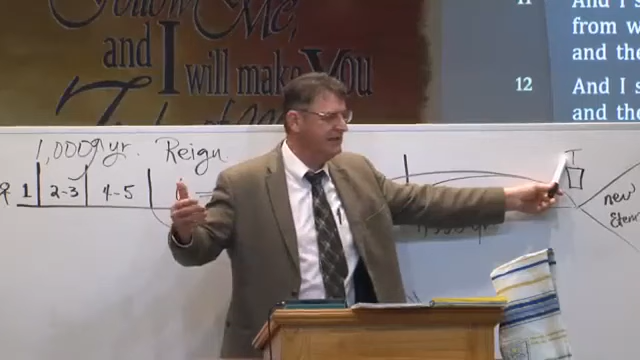 Follow Me,
and I will make You
11 And I s
from w
and the
12 And I s
and the
1,000 yr. Reign
R 1 2-3 4-5
new
Etern